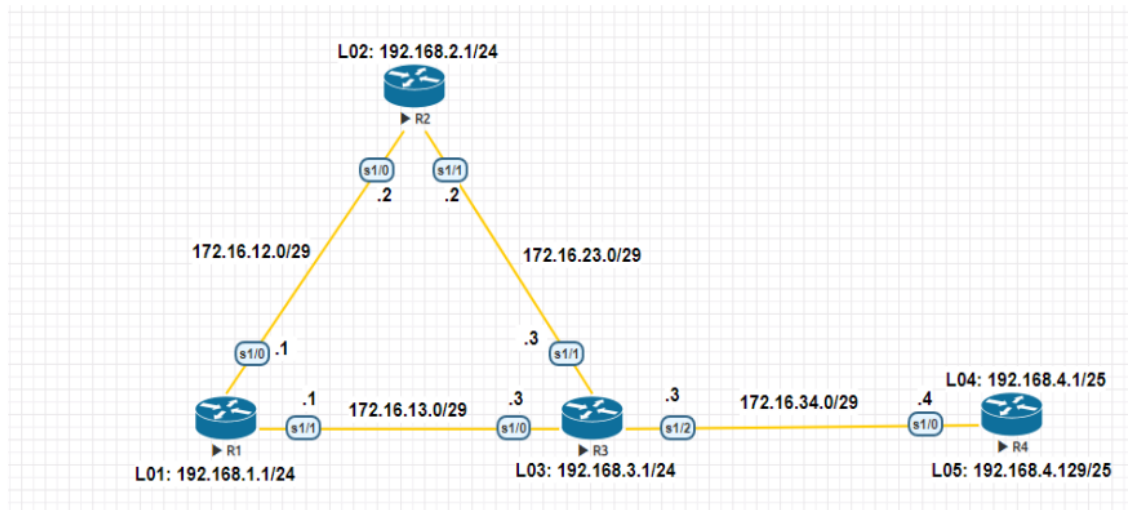 L02: 192.168.2.1/24
R2
s1/0
s1/1
.2
.2
172.16.12.0/29
172.16.23.0/29
s1/0
.1
.3
s1/1
.1
172.16.13.0/29
.3
.3
172.16.34.0/29
.4
L04: 192.168.4.1/25
s1/1
s1/0
s1/2
s1/0
R1
R3
R4
L01: 192.168.1.1/24
L03: 192.168.3.1/24
L05: 192.168.4.129/25